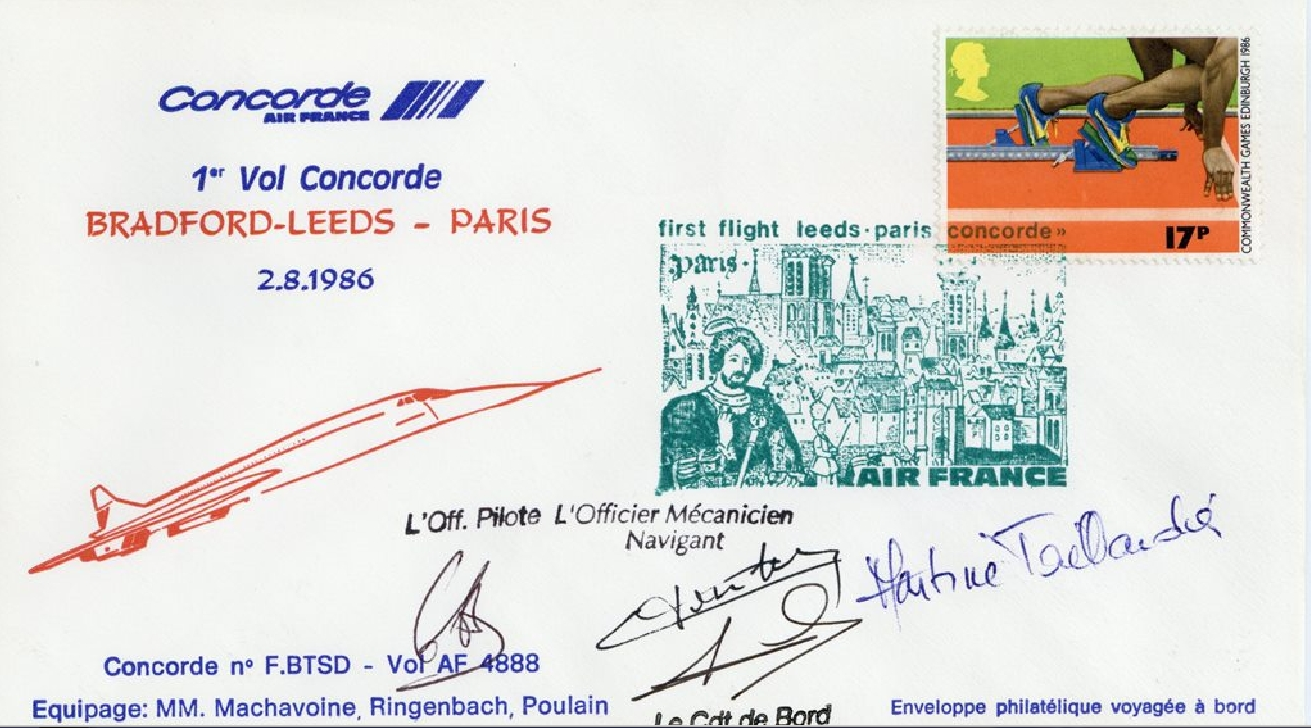 Concorde
AIR FRANCE
1er Vol Concorde
BRADFORD-LEEDS - PARIS
2.8.1986
COMMONWEALTH GAMES EDINBURGH 1986
17P
first flight leeds·paris concorde»
Paris·
AIR FRANCE
L'Off. Pilote L'Officier Mécanicien
Navigant
Martine
Concorde nº F.BTSD - Vol AF 4888
Equipage: MM. Machavoine, Ringenbach, Poulain
Le Cdt de Bord
Enveloppe philatélique voyagée à bord